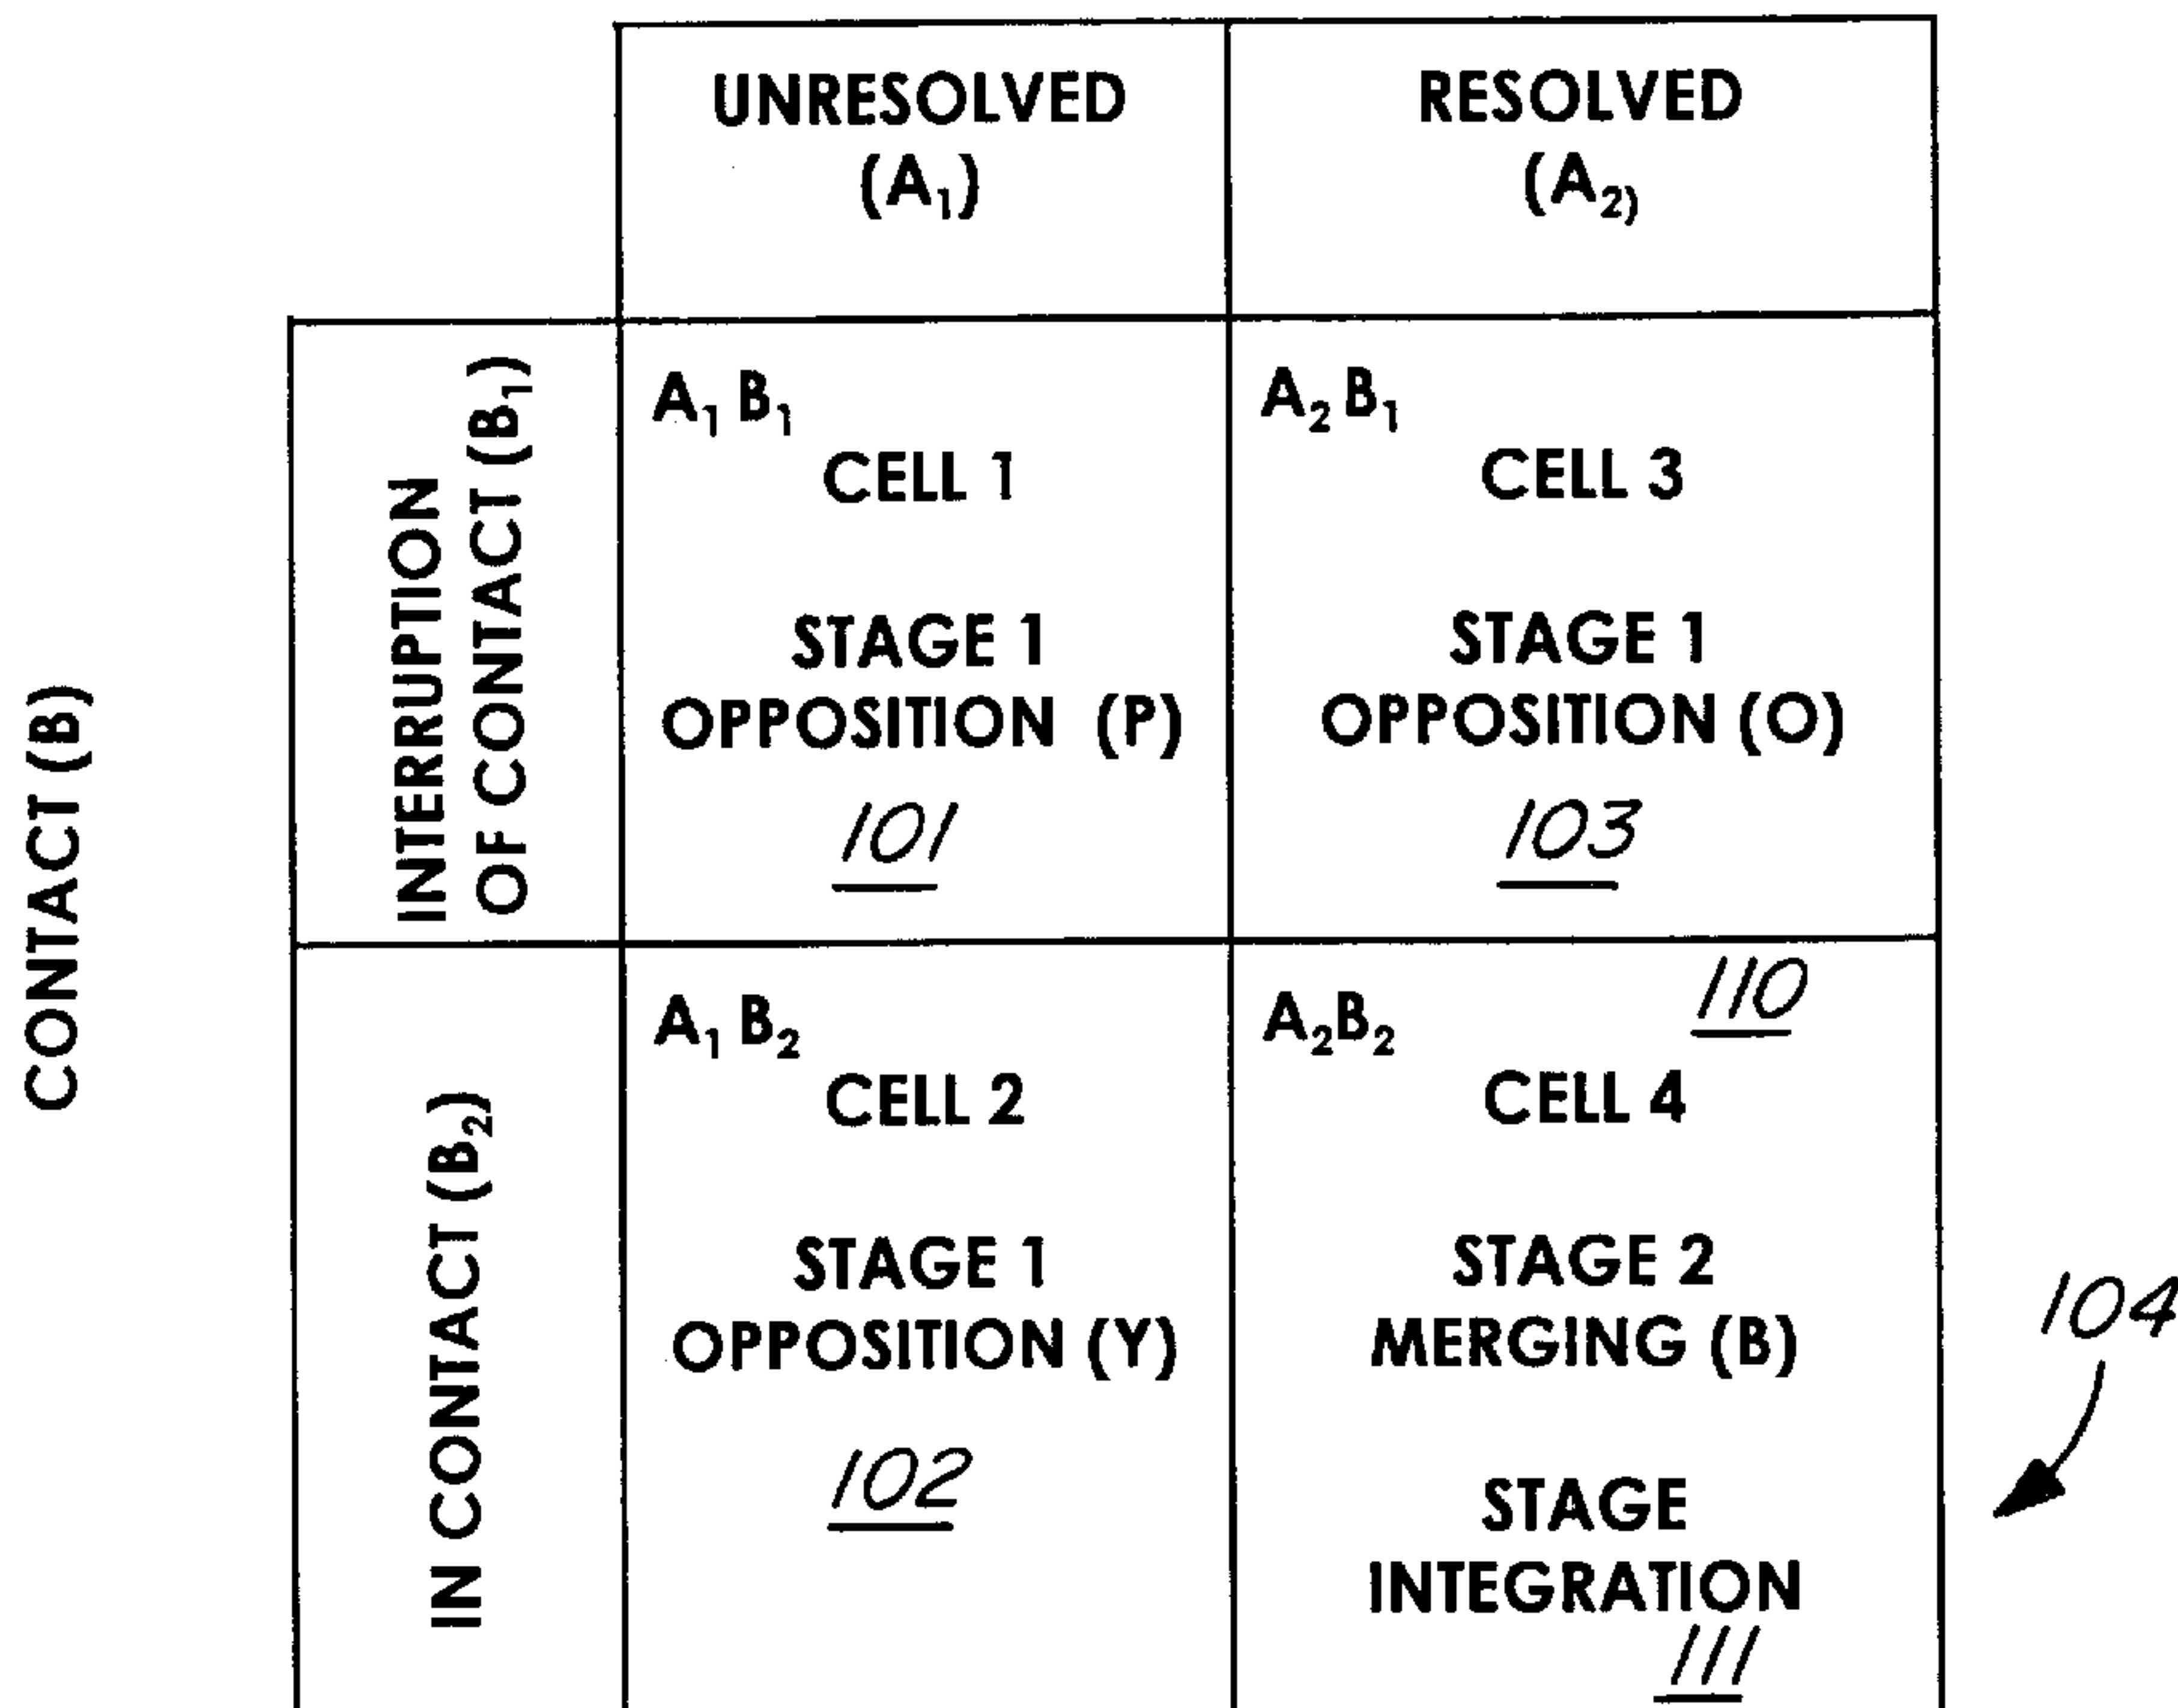 UNRESOLVED
(A₁)
RESOLVED
(A₂)
CONTACT (B)
INTERRUPTION
OF CONTACT (B₁)
A₁ B₁
CELL 1
STAGE 1
OPPOSITION (P)
101
A₂ B₁
CELL 3
STAGE 1
OPPOSITION (O)
103
IN CONTACT (B₂)
A₁ B₂
CELL 2
STAGE 1
OPPOSITION (Y)
102
A₂B₂
110
CELL 4
STAGE 2
MERGING (B)
STAGE
INTEGRATION
111
104